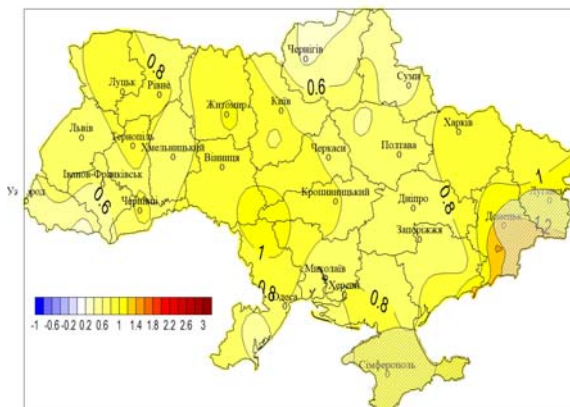 Чернігів
0.8
Луцьк
Рівне
0.6
Суми
Житомир
Київ
Харків
Львів
Тернопіль
Хмельницький
Черкаси
Полтава
Вінниця
Івано-Франківськ
1
0.6
Чернівці
Кропивницький
Дніпро
0.8
Донецьк
1.2
Запоріжжя
1
Миколаїв
0.8
Одеса
Херсон
0.8
-1 -0.6 -0.2 0.2 0.6 1 1.4 1.8 2.2 2.6 3
Сімферополь